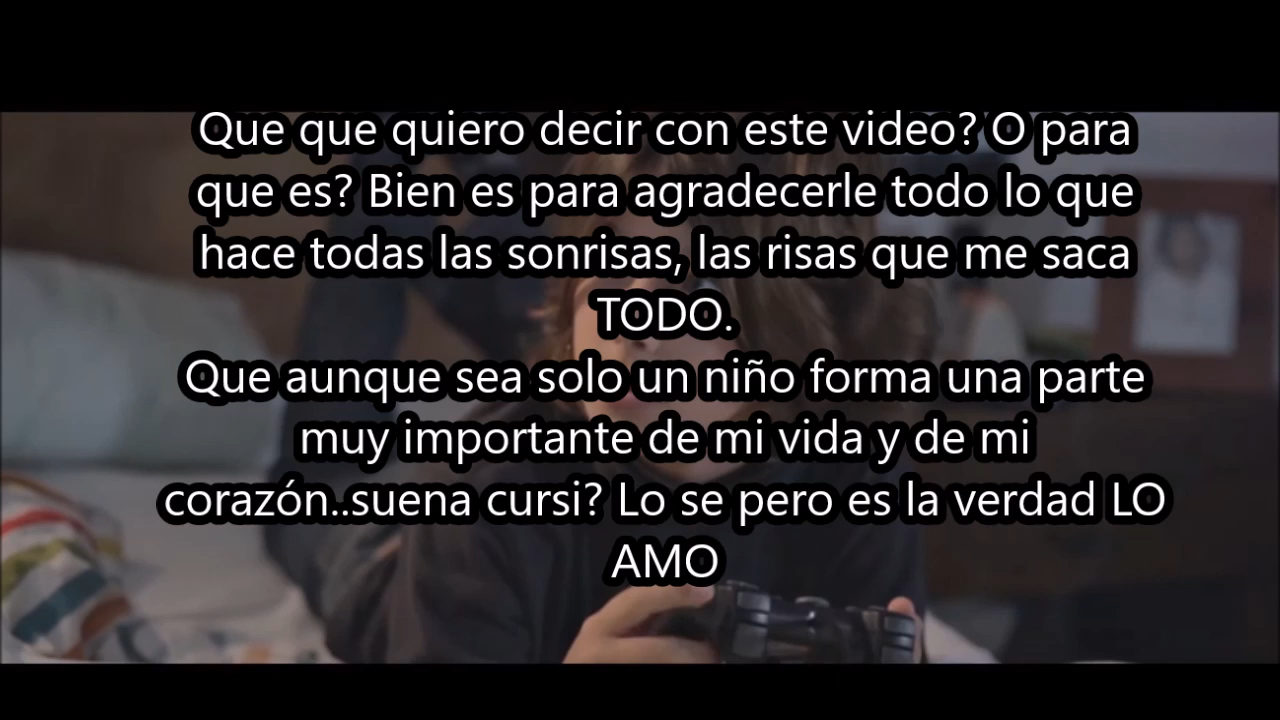 Que que quiero decir con este video? O para
que es? Bien es para agradecerle todo lo que
hace todas las sonrisas, las risas que me saca
TODO.
Que aunque sea solo un niño forma una parte
muy importante de mi vida y de mi
corazón..suena cursi? Lo se pero es la verdad LO
AMO